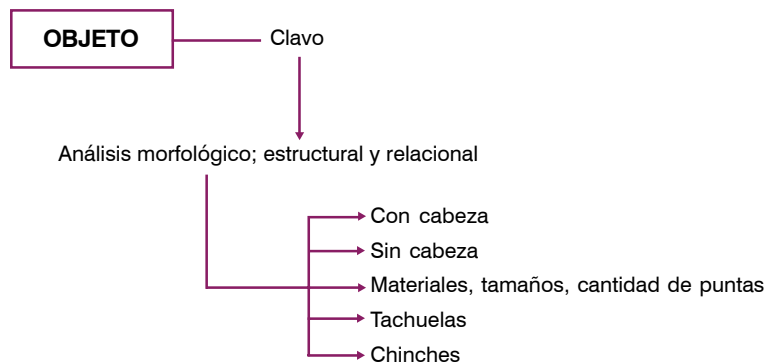 OBJETO
Clavo
Análisis morfológico; estructural y relacional
Con cabeza
Sin cabeza
Materiales, tamaños, cantidad de puntas
Tachuelas
Chinches